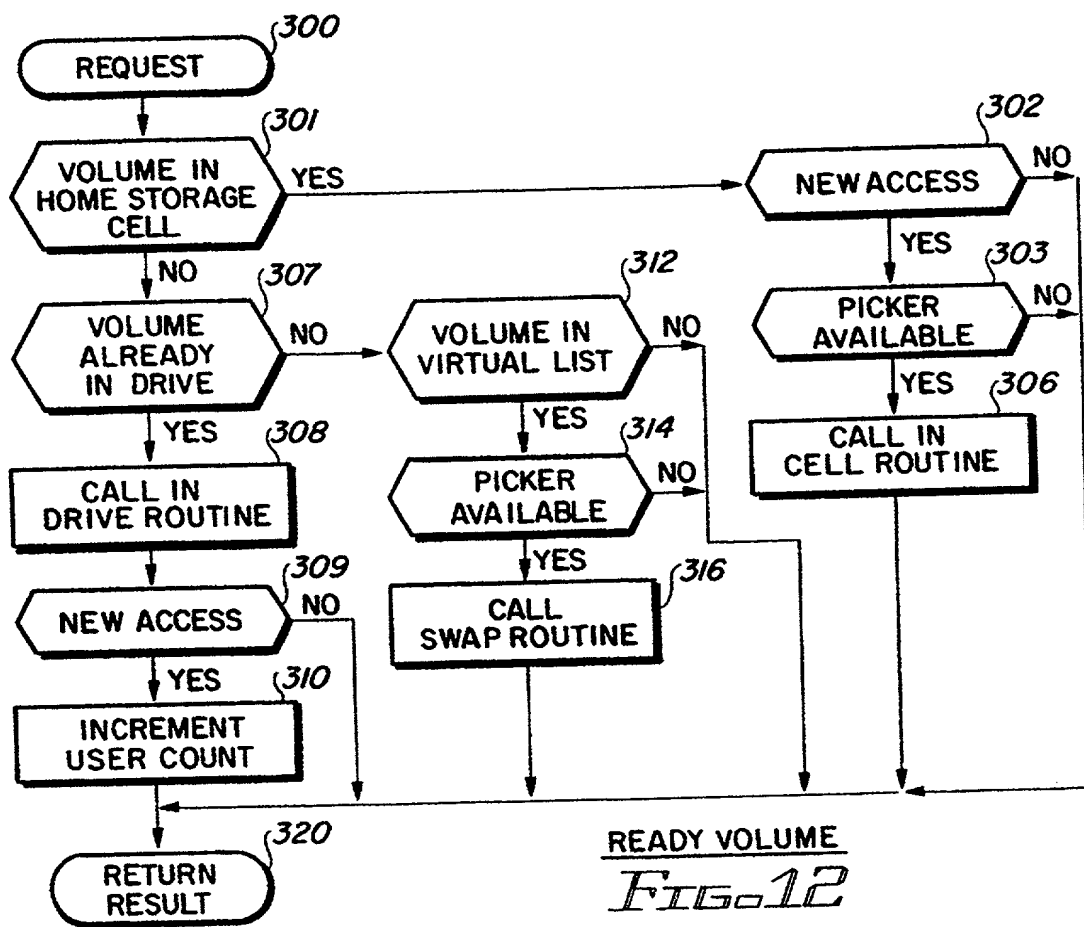 300
REQUEST
301
VOLUME IN
HOME STORAGE
CELL
YES
NO
302
NEW ACCESS
NO
YES
303
PICKER
AVAILABLE
NO
YES
306
CALL IN
CELL ROUTINE
307
VOLUME
ALREADY
IN DRIVE
NO
YES
312
VOLUME IN
VIRTUAL LIST
NO
YES
314
PICKER
AVAILABLE
NO
YES
316
CALL
SWAP ROUTINE
308
CALL IN
DRIVE ROUTINE
309
NEW ACCESS
NO
YES
310
INCREMENT
USER COUNT
320
RETURN
RESULT
READY VOLUME
FIG. 12